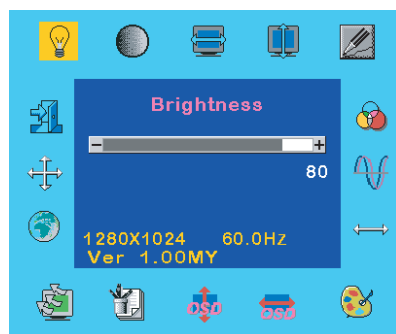 Brightness
− +
80
1280X1024 60.0Hz
Ver 1.00MY
OSD OSD